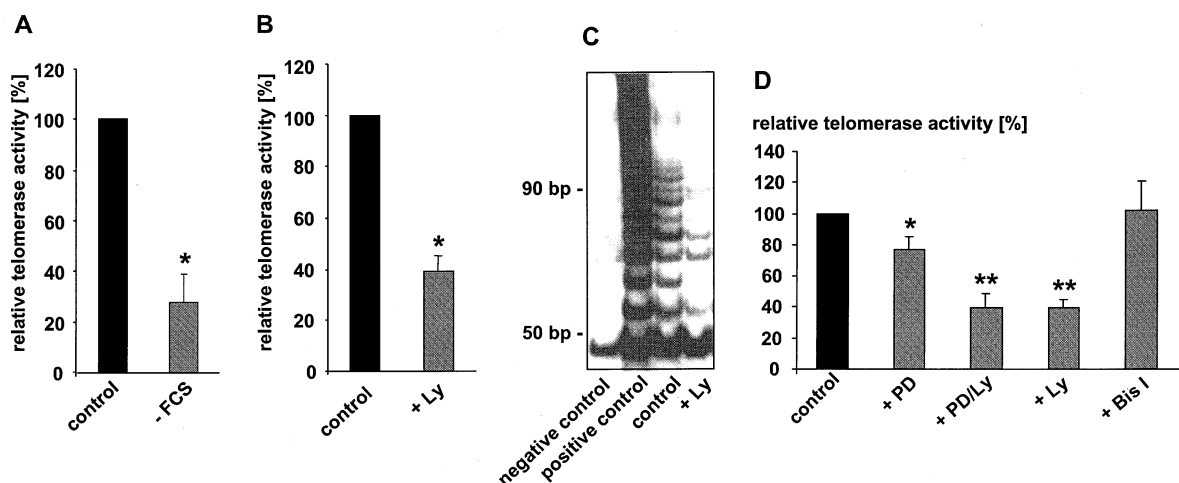 A
relative telomerase activity [%]
120
100
80
60
40
20
0
*
control
- FCS
B
relative telomerase activity [%]
120
100
80
60
40
20
0
*
control
+ Ly
C
90 bp -
50 bp -
negative control
positive control
control
+ Ly
D
relative telomerase activity [%]
140
120
100
80
60
40
20
0
*
**
**
control
+ PD
+ PD/Ly
+ Ly
+ Bis I